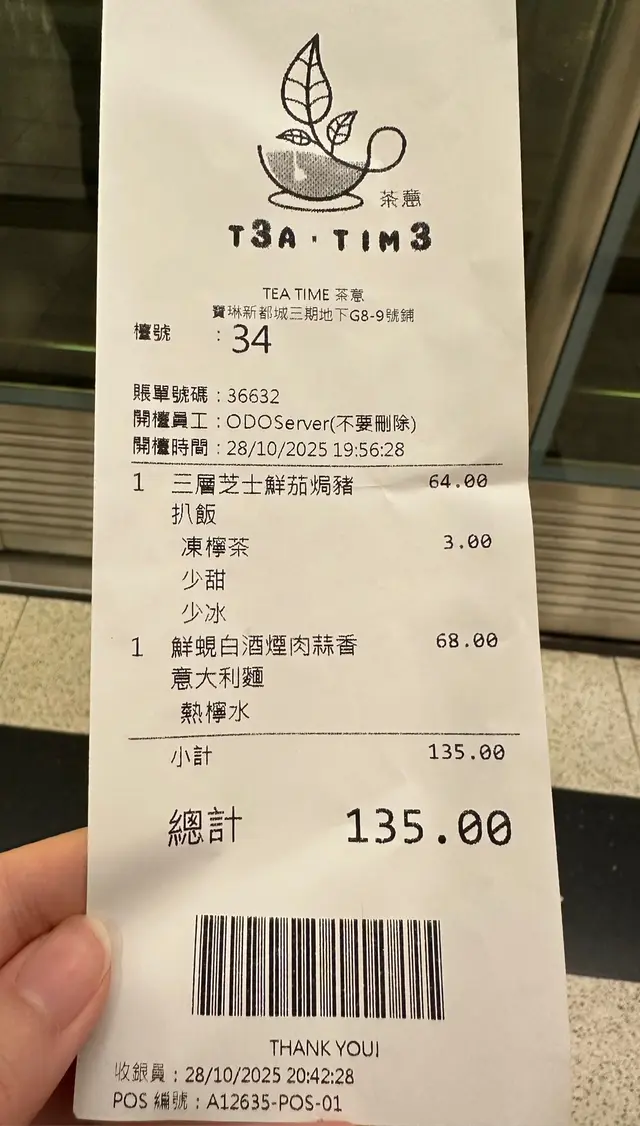 茶意
T3A·TIM3
TEA TIME 茶意
寶琳新都城三期地下G8-9號鋪
檯號 : 34
賬單號碼 : 36632
開檯員工 : ODOServer(不要刪除)
開檯時間 : 28/10/2025 19:56:28
1 三層芝士鮮茄焗豬 64.00
扒飯
凍檸茶 3.00
少甜
少冰
1 鮮蜆白酒煙肉蒜香 68.00
意大利麵
熱檸水
小計 135.00
總計 135.00
THANK YOU!
收銀員 : 28/10/2025 20:42:28
POS 編號 : A12635-POS-01